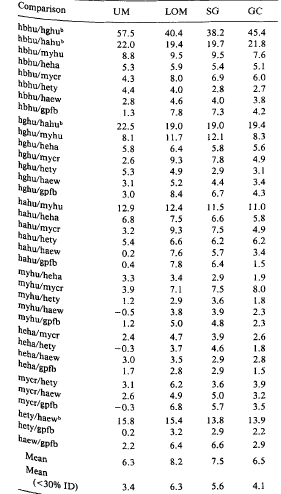 Comparison UM LOM SG GC
hbhu/hghuᵇ 57.5 40.4 38.2 45.4
hbhu/hahuᵇ 22.0 19.4 19.7 21.8
hbhu/myhu 8.8 9.5 9.5 7.6
hbhu/heha 5.3 5.9 5.4 5.1
hbhu/mycr 4.3 8.0 6.9 6.0
hbhu/hety 4.4 4.0 2.8 2.7
hbhu/haew 2.8 4.6 4.0 3.8
hbhu/gpfb 1.3 7.8 7.3 4.2
hghu/hahuᵇ 22.5 19.0 19.0 19.4
hghu/myhu 8.1 11.7 12.1 8.3
hghu/heha 5.8 6.4 5.8 5.6
hghu/mycr 2.6 9.3 7.8 4.9
hghu/hety 5.3 4.9 2.9 3.1
hghu/haew 3.1 5.2 4.4 3.4
hghu/gpfb 3.0 8.4 6.7 4.3
hahu/myhu 12.9 12.4 11.5 11.0
hahu/heha 6.8 7.5 6.6 5.8
hahu/mycr 3.2 9.3 7.5 4.9
hahu/hety 5.4 6.6 6.2 6.2
hahu/haew 0.2 7.6 5.7 3.4
hahu/gpfb 0.4 7.8 6.4 1.5
myhu/heha 3.3 3.4 2.9 1.9
myhu/mycr 3.9 7.1 7.5 8.0
myhu/hety 1.2 2.9 3.6 1.8
myhu/haew -0.5 3.8 3.9 2.3
myhu/gpfb 1.2 5.0 4.8 2.3
heha/mycr 2.4 4.7 3.9 2.6
heha/hety -0.3 3.7 4.6 1.8
heha/haew 3.0 3.5 2.9 2.8
heha/gpfb 1.7 2.8 2.9 1.5
mycr/hety 3.1 6.2 3.6 3.9
mycr/haew 2.6 4.9 5.0 3.2
mycr/gpfb -0.3 6.8 5.7 3.5
hety/haewᵇ 15.8 15.4 13.8 13.9
hety/gpfb 0.2 3.2 2.9 2.2
haew/gpfb 2.2 6.4 6.6 2.9
Mean 6.3 8.2 7.5 6.5
Mean
(<30% ID) 3.4 6.3 5.6 4.1